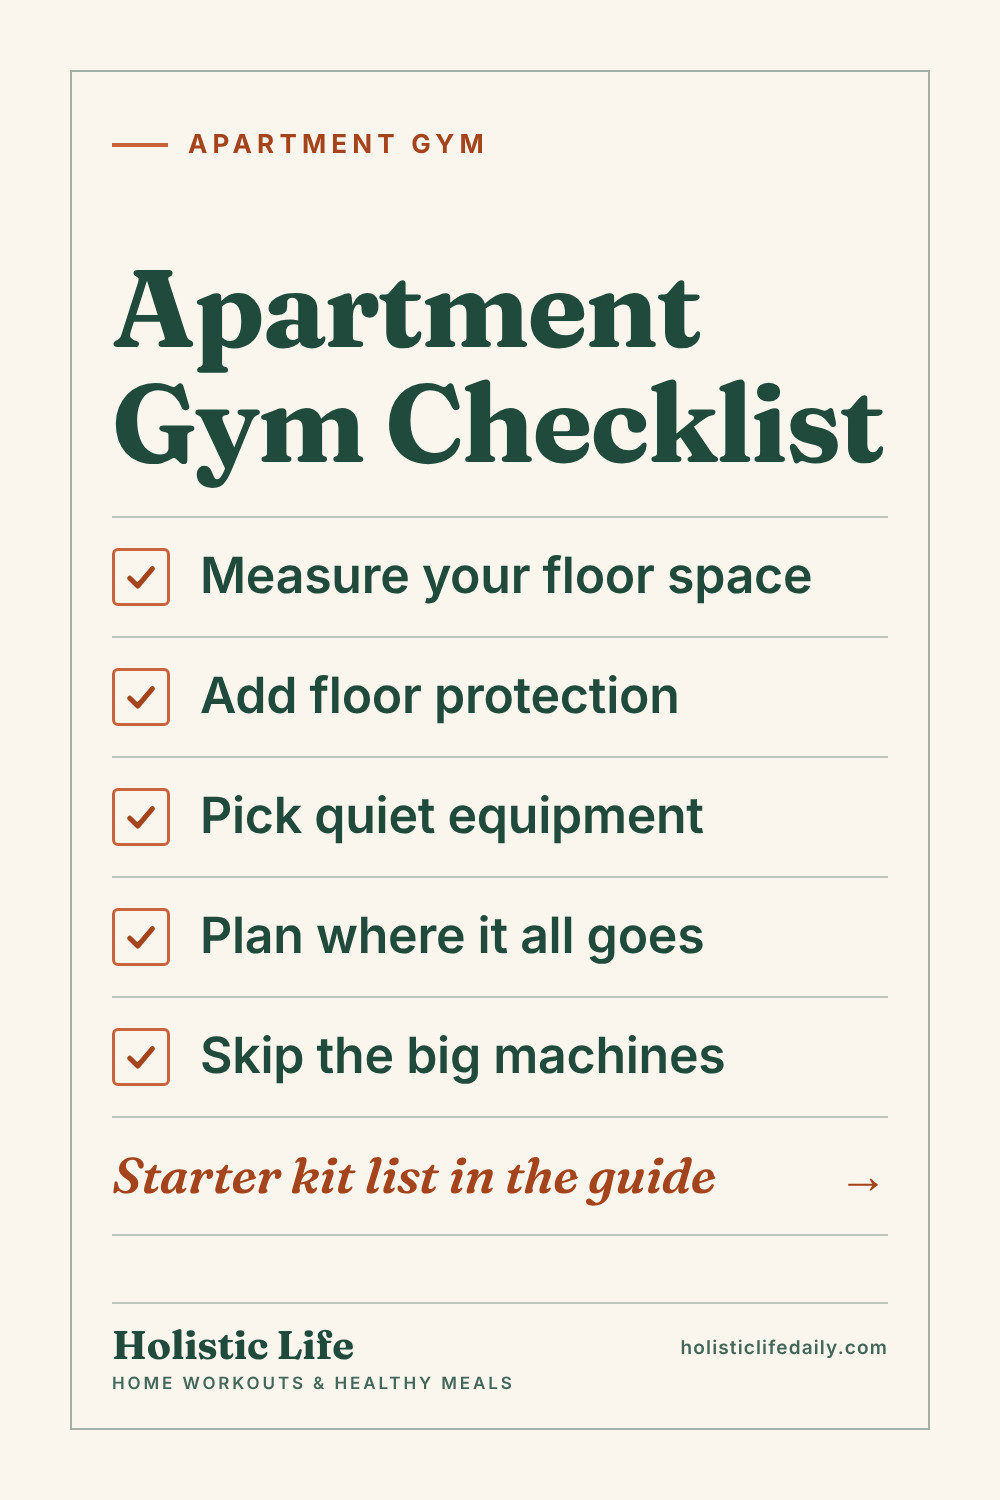 APARTMENT GYM
Apartment
Gym Checklist
Measure your floor space
Add floor protection
Pick quiet equipment
Plan where it all goes
Skip the big machines
Starter kit list in the guide →
Holistic Life
holisticlifedaily.com
HOME WORKOUTS & HEALTHY MEALS